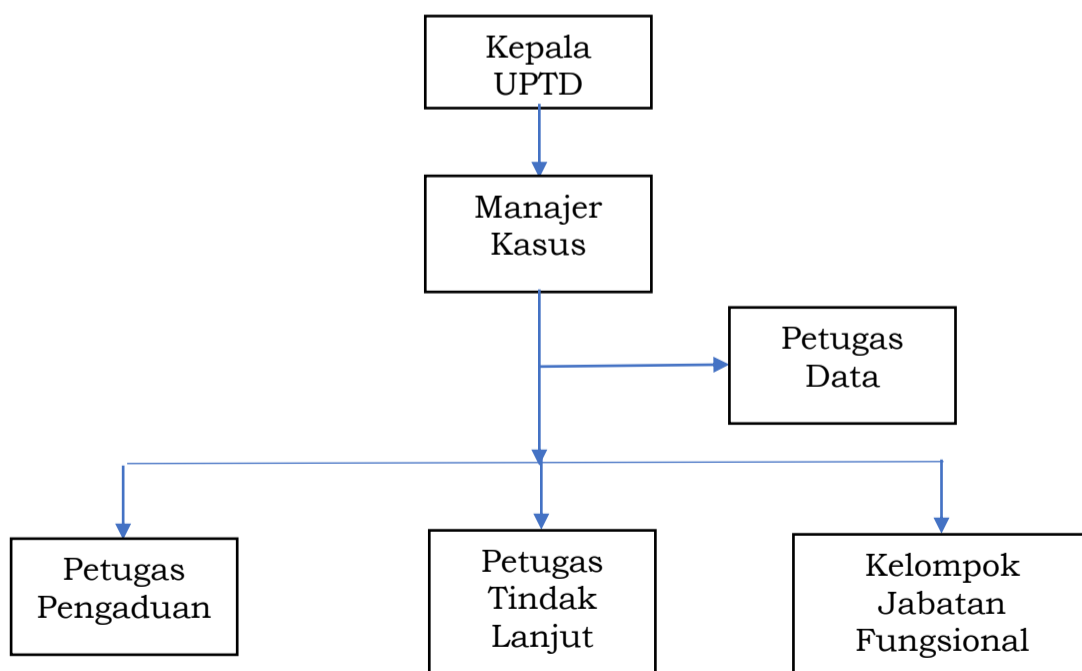 Kepala
UPTD
Manajer
Kasus
Petugas
Data
Petugas
Pengaduan
Petugas
Tindak
Lanjut
Kelompok
Jabatan
Fungsional